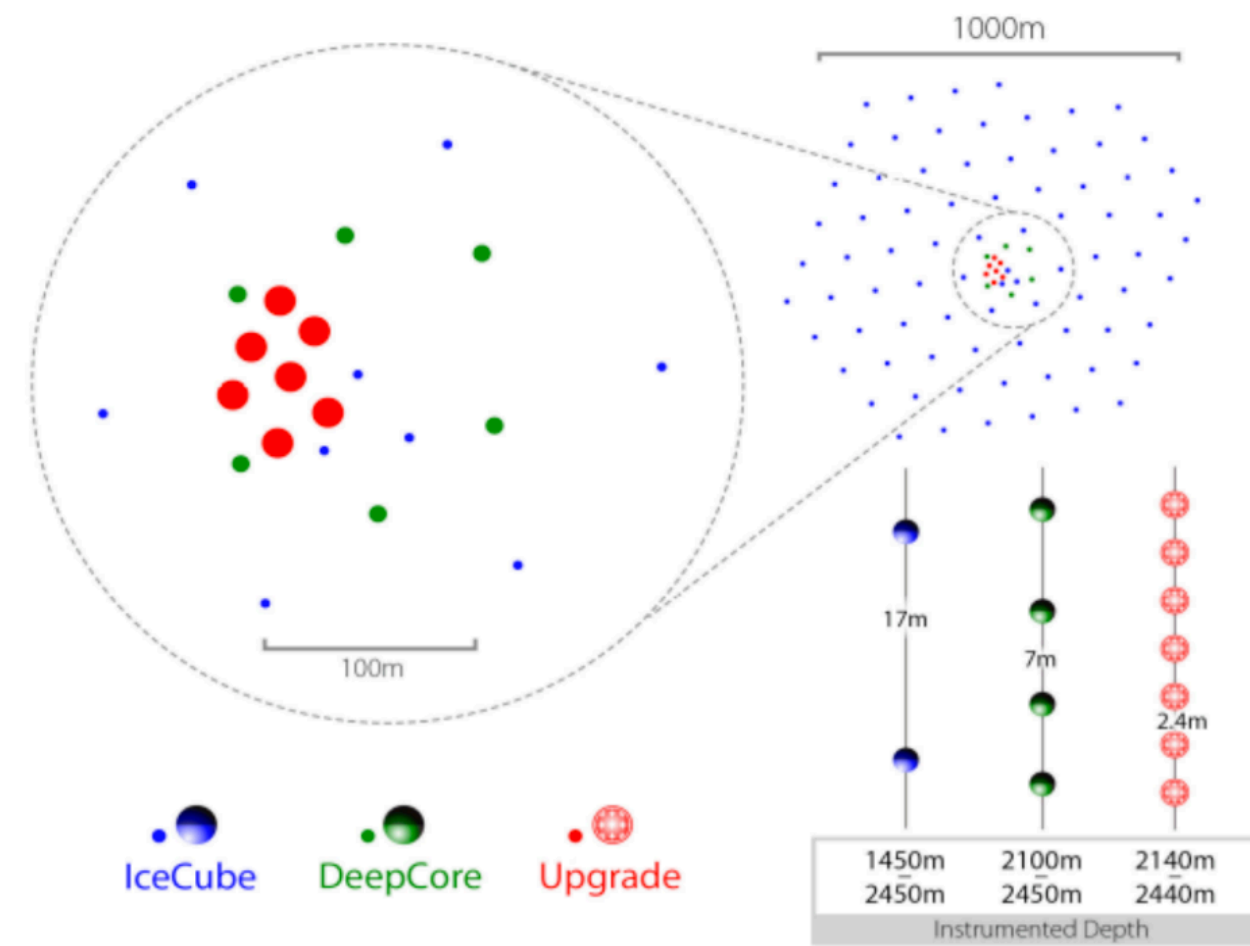 1000m
100m
17m
7m
2.4m
IceCube
DeepCore
Upgrade
1450m 2100m 2140m
– – –
2450m 2450m 2440m
Instrumented Depth